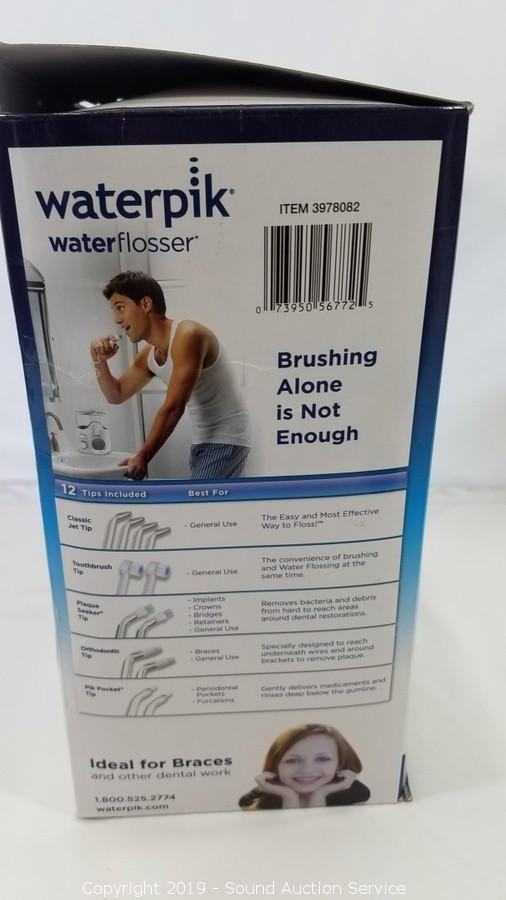 waterpik®
waterflosser®
ITEM 3978082
0 73950 56772 5
Brushing
Alone
is Not
Enough
12 Tips Included Best For
Classic
Jet Tip
- General Use
The Easy and Most Effective
Way to Floss!™
Toothbrush
Tip
- General Use
The convenience of brushing
and Water Flossing at the
same time.
Plaque
Seeker®
Tip
- Implants
- Crowns
- Bridges
- Retainers
- General Use
Removes bacteria and debris
from hard to reach areas
around dental restorations.
Orthodontic
Tip
- Braces
- General Use
Specially designed to reach
underneath wires and around
brackets to remove plaque.
Pik Pocket®
Tip
- Periodontal
Pockets
- Furcations
Gently delivers medicaments and
rinses deep below the gumline.
Ideal for Braces
and other dental work
1.800.525.2774
waterpik.com
Copyright 2019 - Sound Auction Service